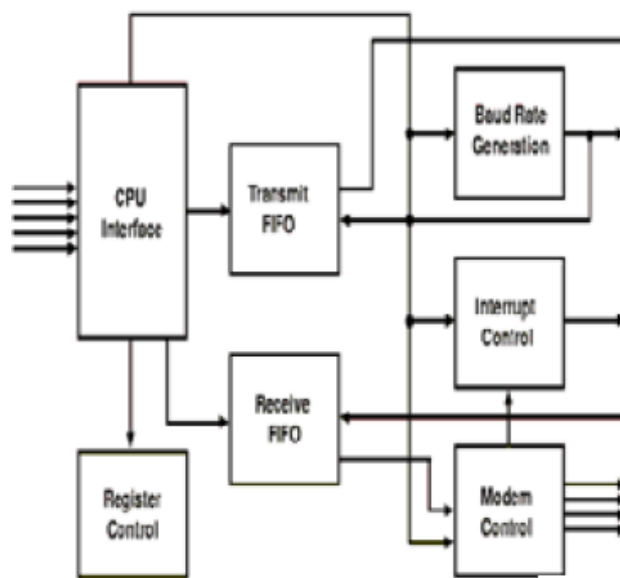 CPU
Interface
Transmit
FIFO
Baud Rate
Generation
Interrupt
Control
Receive
FIFO
Register
Control
Modem
Control